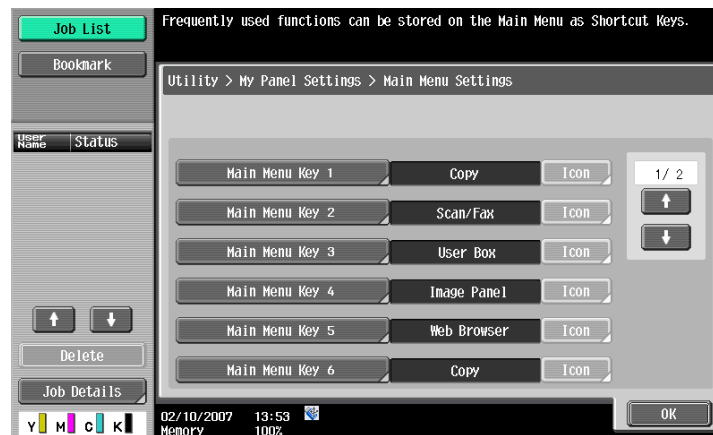 Job List
Bookmark
User Name Status
Delete
Job Details
Y M C K
Frequently used functions can be stored on the Main Menu as Shortcut Keys.
Utility > My Panel Settings > Main Menu Settings
Main Menu Key 1 Copy Icon
Main Menu Key 2 Scan/Fax Icon
Main Menu Key 3 User Box Icon
Main Menu Key 4 Image Panel Icon
Main Menu Key 5 Web Browser Icon
Main Menu Key 6 Copy Icon
1/ 2
02/10/2007 13:53
Memory 100%
OK